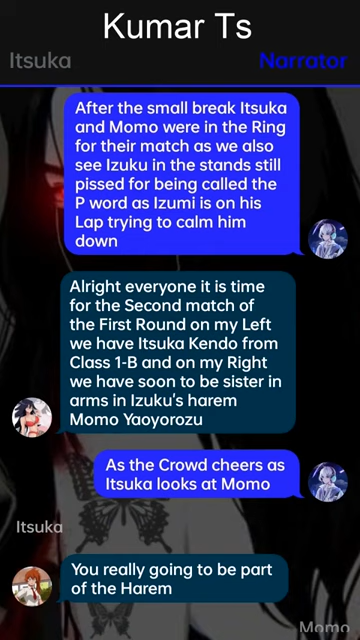 Kumar Ts
Itsuka
Narrator
After the small break Itsuka
and Momo were in the Ring
for their match as we also
see Izuku in the stands still
pissed for being called the
P word as Izumi is on his
Lap trying to calm him
down
Alright everyone it is time
for the Second match of
the First Round on my Left
we have Itsuka Kendo from
Class 1-B and on my Right
we have soon to be sister in
arms in Izuku's harem
Momo Yaoyorozu
As the Crowd cheers as
Itsuka looks at Momo
Itsuka
You really going to be part
of the Harem
Momo